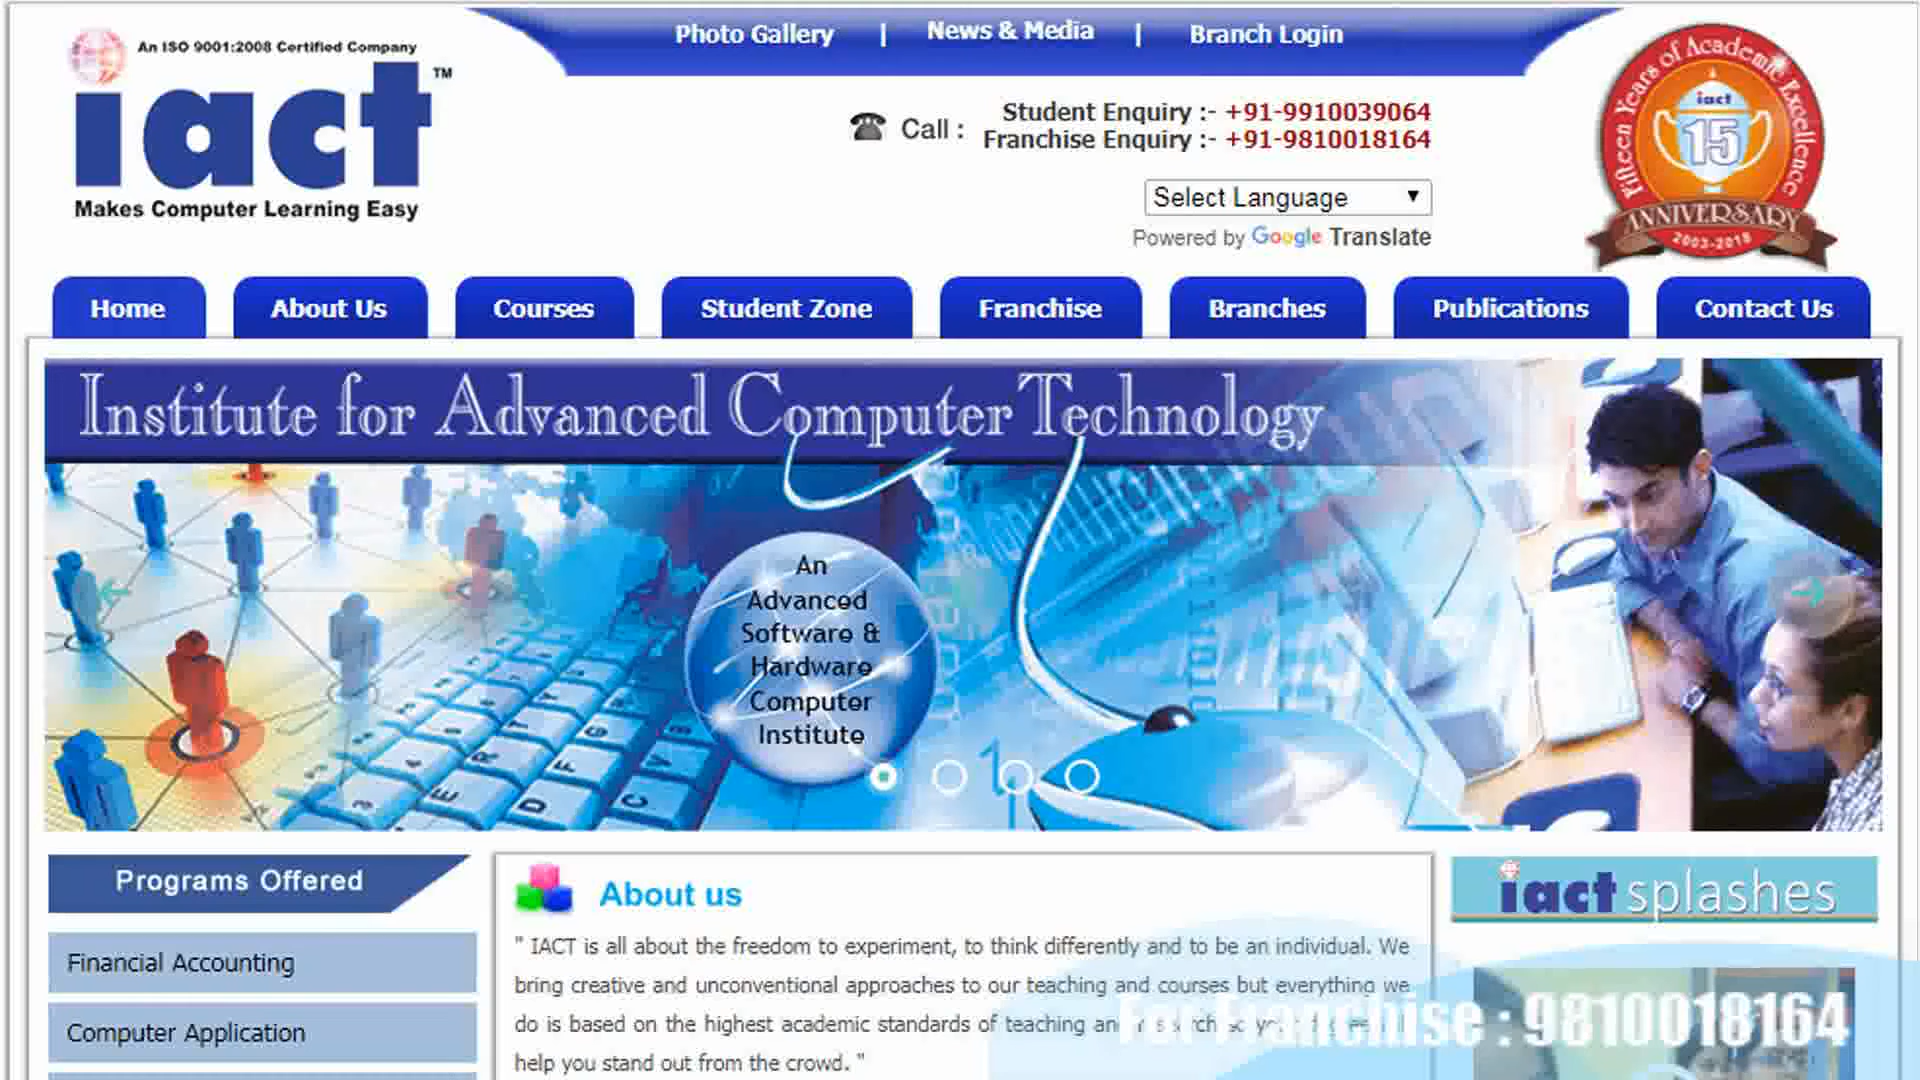 Photo Gallery | News & Media | Branch Login
An ISO 9001:2008 Certified Company
iact™
Makes Computer Learning Easy
Call :
Student Enquiry :- +91-9910039064
Franchise Enquiry :- +91-9810018164
Select Language
Powered by Google Translate
Fifteen Years of Academic Excellence
iact
15
ANNIVERSARY
2003-2018
Home
About Us
Courses
Student Zone
Franchise
Branches
Publications
Contact Us
Institute for Advanced Computer Technology
An
Advanced
Software &
Hardware
Computer
Institute
Programs Offered
Financial Accounting
Computer Application
About us
" IACT is all about the freedom to experiment, to think differently and to be an individual. We
bring creative and unconventional approaches to our teaching and courses but everything we
do is based on the highest academic standards of teaching
help you stand out from the crowd. "
iact splashes
For Franchise : 9810018164